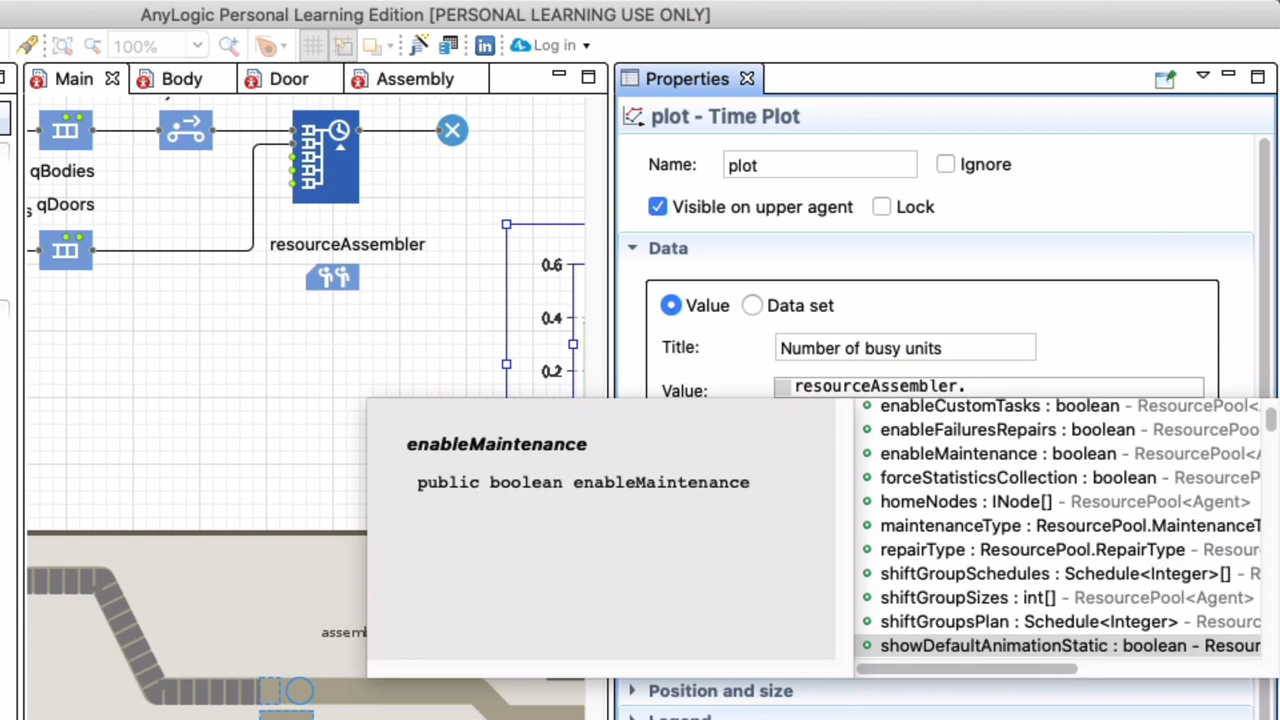 AnyLogic Personal Learning Edition [PERSONAL LEARNING USE ONLY]
100%
in
Log in
Main
Body
Door
Assembly
Properties
plot - Time Plot
Name:
plot
Ignore
Visible on upper agent
Lock
Data
Value
Data set
Title:
Number of busy units
Value:
resourceAssembler.
qBodies
qDoors
resourceAssembler
0.6
0.4
0.2
assem
enableMaintenance
public boolean enableMaintenance
enableCustomTasks : boolean - ResourcePool<
enableFailuresRepairs : boolean - ResourcePoo
enableMaintenance : boolean - ResourcePool<A
forceStatisticsCollection : boolean - ResourceP
homeNodes : INode[] - ResourcePool<Agent>
maintenanceType : ResourcePool.MaintenanceT
repairType : ResourcePool.RepairType - Resour
shiftGroupSchedules : Schedule<Integer>[] - R
shiftGroupSizes : int[] - ResourcePool<Agent>
shiftGroupsPlan : Schedule<Integer> - Resourc
showDefaultAnimationStatic : boolean - Resour
Position and size